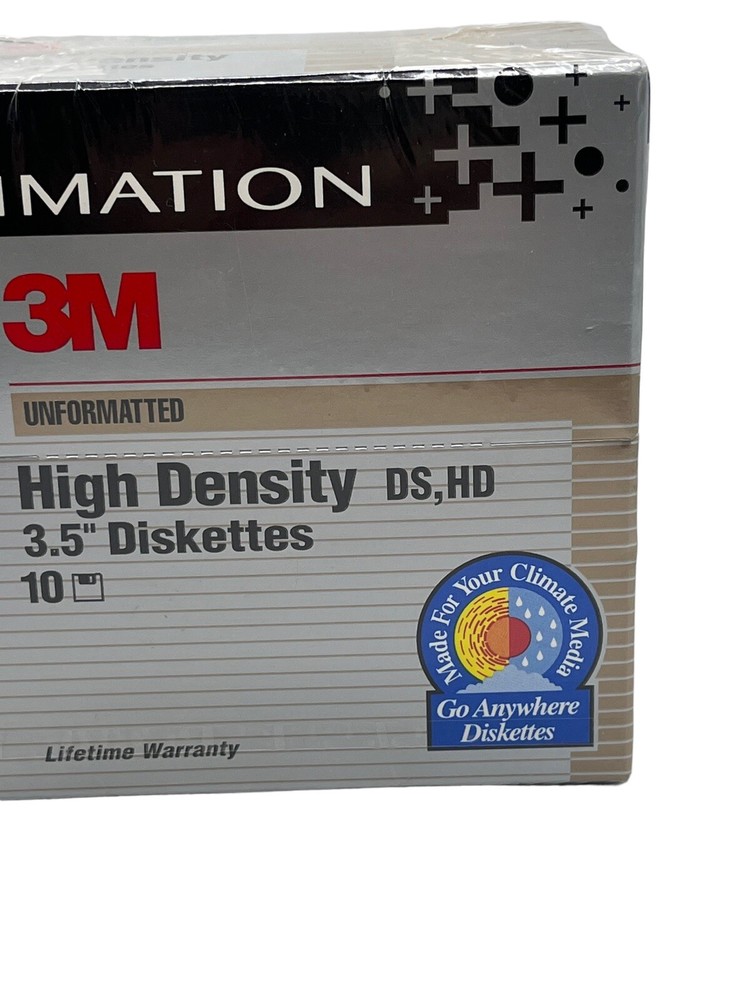 ensity
IMATION
3M
UNFORMATTED
High Density DS,HD
3.5" Diskettes
10
Made For Your Climate Media
Go Anywhere
Diskettes
Lifetime Warranty